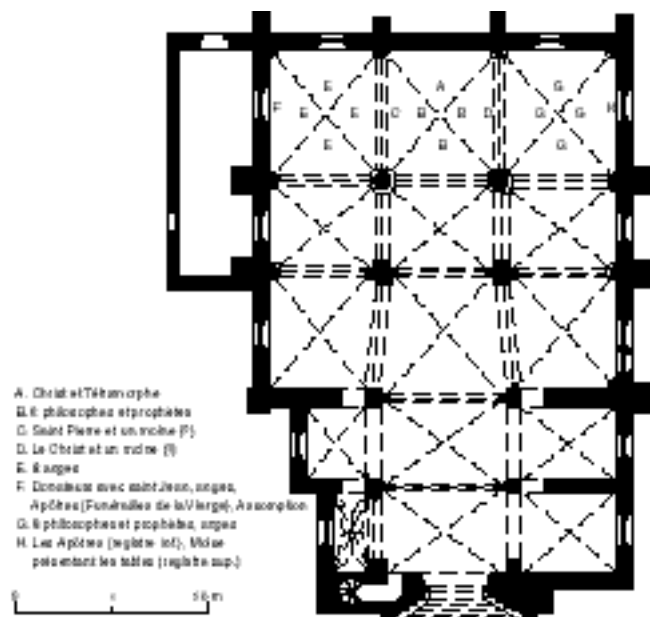 E
A
G
F E E C B B D G G H
E
B
G
A. Christ et Tétramorphe
B. 6 philosophes et prophètes
C. Saint Pierre et un moine (?)
D. Le Christ et un moine (?)
E. 8 anges
F. Donateurs avec saint Jean, anges,
Apôtres (Funérailles de la Vierge), Assomption
G. philosophes et prophètes, anges
H. Les Apôtres (registre inf.), Moïse
présentant les tables (registre sup.)
0 m